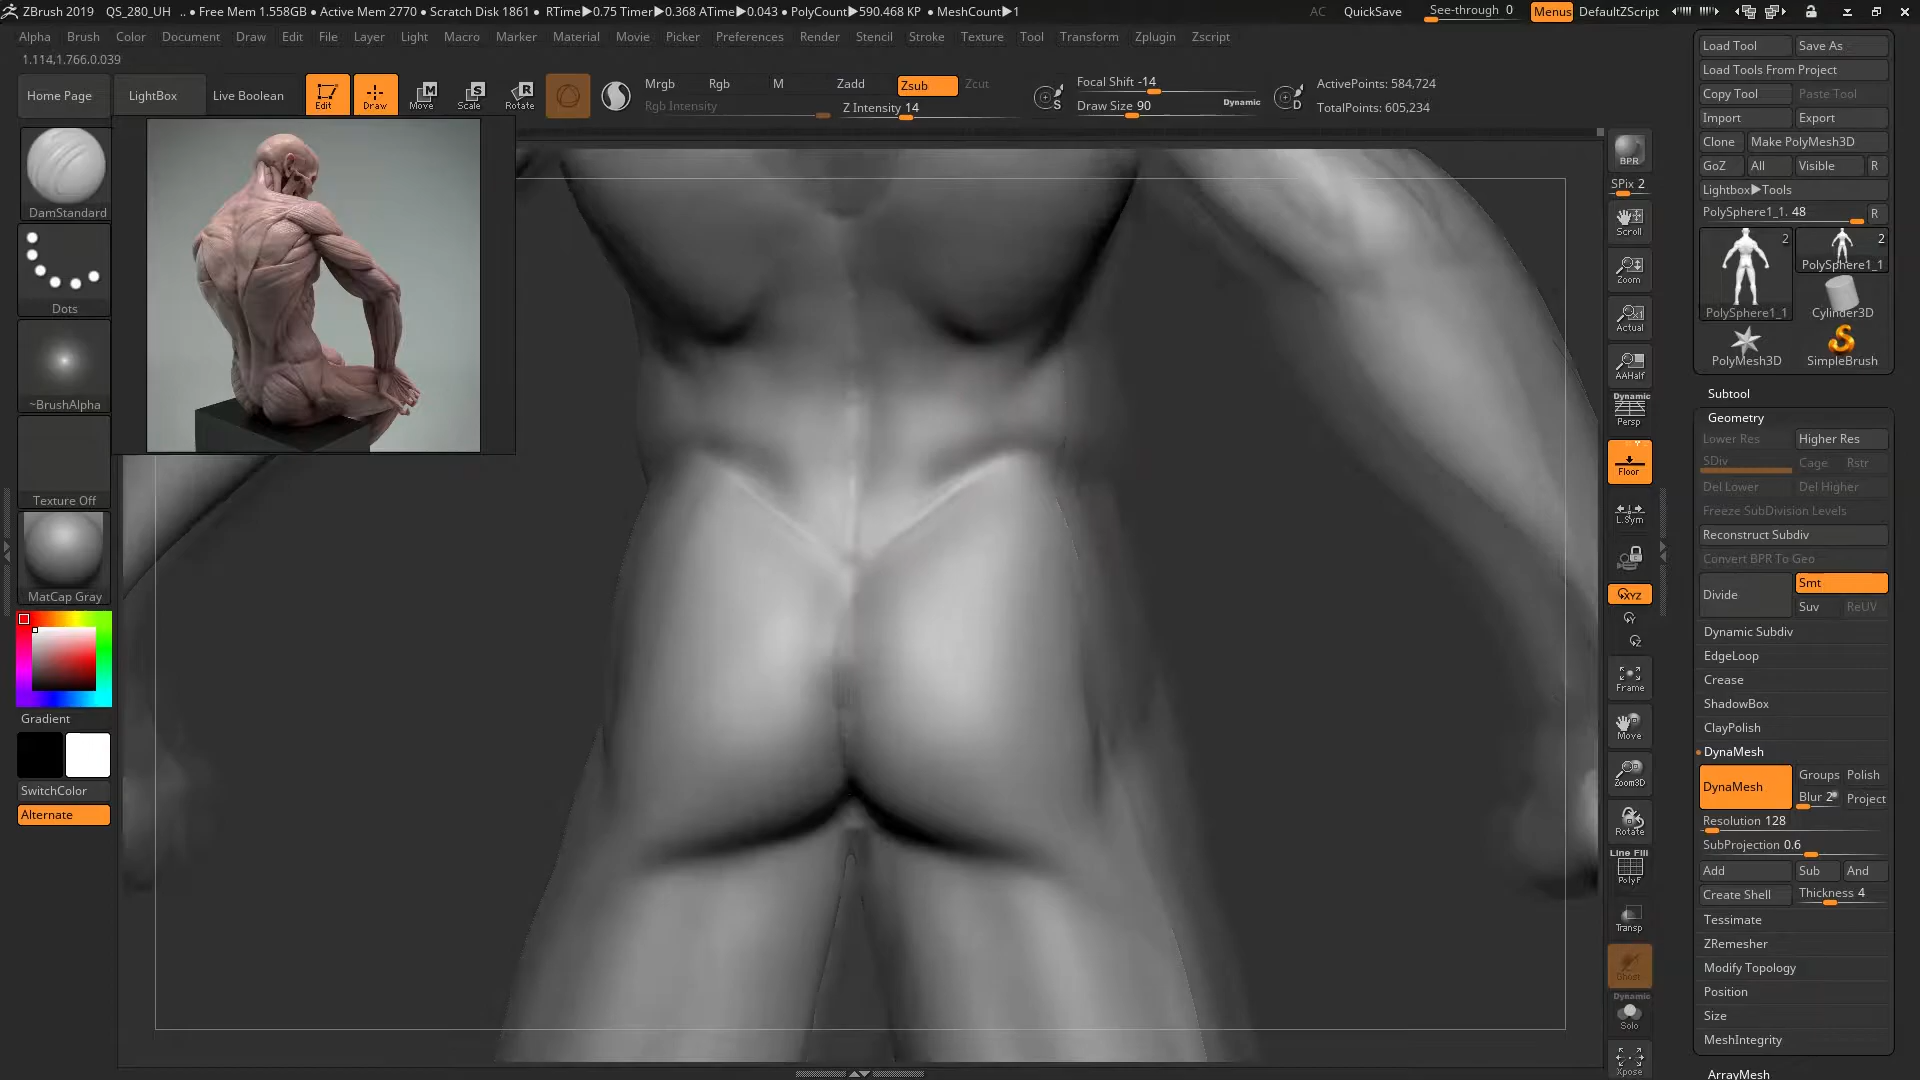 ZBrush 2019 QS_280_UH .. • Free Mem 1.558GB • Active Mem 2770 • Scratch Disk 1861 • RTime▶0.75 Timer▶0.368 ATime▶0.043 • PolyCount▶590.468 KP • MeshCount▶1 AC QuickSave See-through 0 Menus DefaultZScript
Alpha Brush Color Document Draw Edit File Layer Light Macro Marker Material Movie Picker Preferences Render Stencil Stroke Texture Tool Transform Zplugin Zscript
1.114,1.766,0.039
Home Page LightBox Live Boolean Edit Draw Move Scale Rotate
Mrgb Rgb M Zadd Zsub Zcut
Rgb Intensity Z Intensity 14
Focal Shift -14
Draw Size 90 Dynamic
S D
ActivePoints: 584,724
TotalPoints: 605,234
DamStandard
Dots
~BrushAlpha
Texture Off
MatCap Gray
Gradient
SwitchColor
Alternate
BPR
SPix 2
Scroll
Zoom
Actual
AAHalf
Dynamic
Persp
Floor
L.Sym
XYZ
Frame
Move
Zoom3D
Rotate
Line Fill
PolyF
Transp
Ghost
Dynamic
Solo
Xpose
Load Tool Save As
Load Tools From Project
Copy Tool Paste Tool
Import Export
Clone Make PolyMesh3D
GoZ All Visible R
Lightbox▶Tools
PolySphere1_1. 48 R
2 2
PolySphere1_1
PolySphere1_1 Cylinder3D
PolyMesh3D SimpleBrush
Subtool
Geometry
Lower Res Higher Res
SDiv Cage Rstr
Del Lower Del Higher
Freeze SubDivision Levels
Reconstruct Subdiv
Convert BPR To Geo
Divide Smt
Suv ReUV
Dynamic Subdiv
EdgeLoop
Crease
ShadowBox
ClayPolish
DynaMesh
DynaMesh Groups Polish
Blur 2 Project
Resolution 128
SubProjection 0.6
Add Sub And
Create Shell Thickness 4
Tessimate
ZRemesher
Modify Topology
Position
Size
MeshIntegrity
ArrayMesh